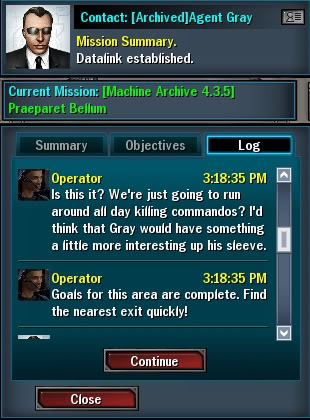 Contact: [Archived]Agent Gray
Mission Summary.
Datalink established.
Current Mission: [Machine Archive 4.3.5]
Praeparet Bellum
Summary
Objectives
Log
Operator 3:18:35 PM
Is this it? We're just going to run
around all day killing commandos? I'd
think that Gray would have something
a little more interesting up his sleeve.
Operator 3:18:35 PM
Goals for this area are complete. Find
the nearest exit quickly!
Continue
Close